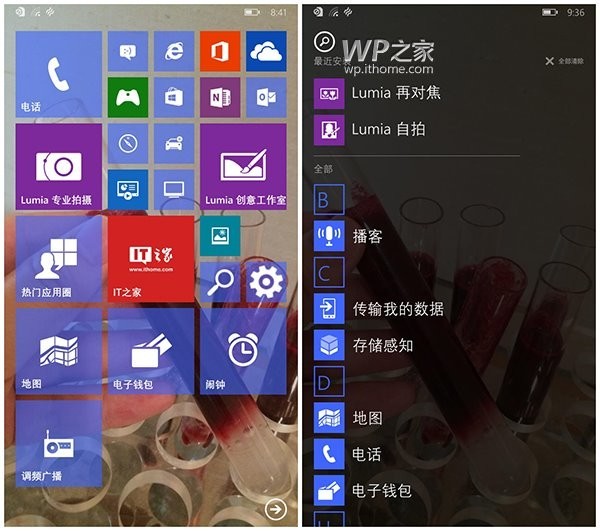 8:41
电话
Lumia 专业拍摄
Lumia 创意工作室
热门应用圈
IT之家
www.ithome.com
IT之家
地图
电子钱包
闹钟
调频广播
9:36
WP之家
wp.ithome.com
最近安装
全部清除
Lumia 再对焦
Lumia 自拍
全部
B
播客
C
传输我的数据
存储感知
D
地图
电话
电子钱包